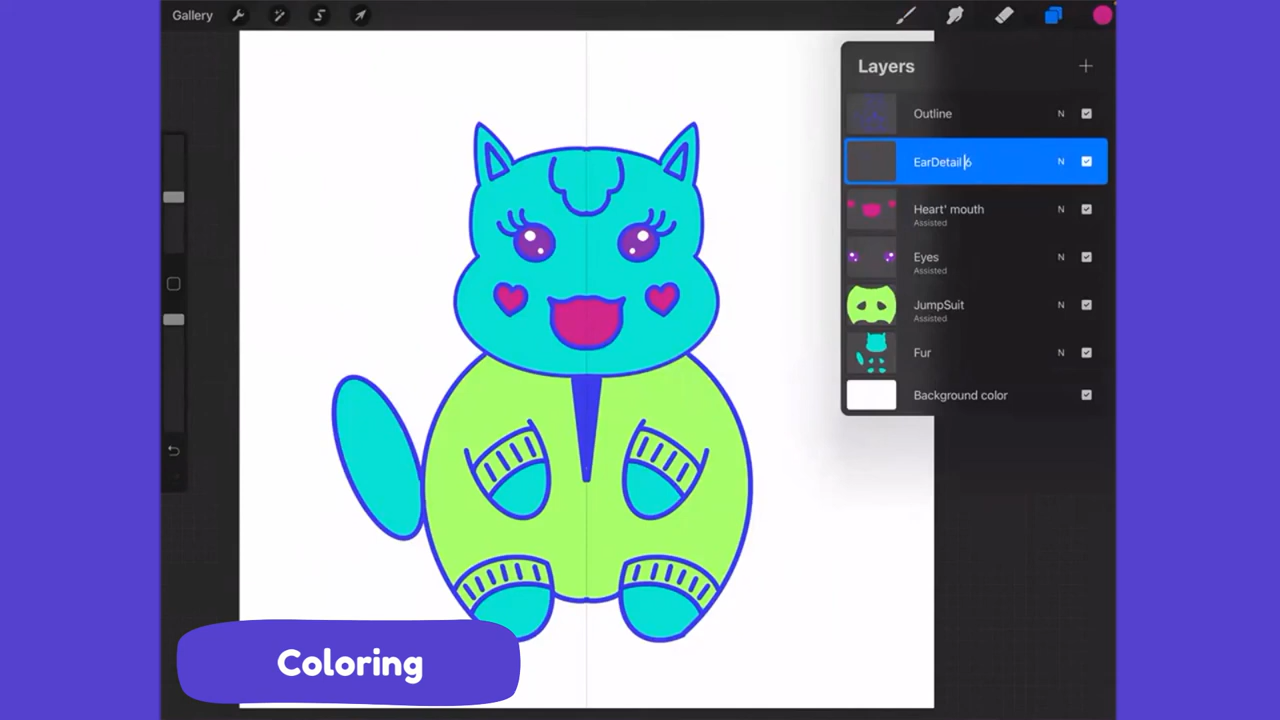 Gallery
Layers
Outline N
EarDetail 6 N
Heart' mouth N
Assisted
Eyes N
Assisted
JumpSuit N
Assisted
Fur N
Background color
Coloring